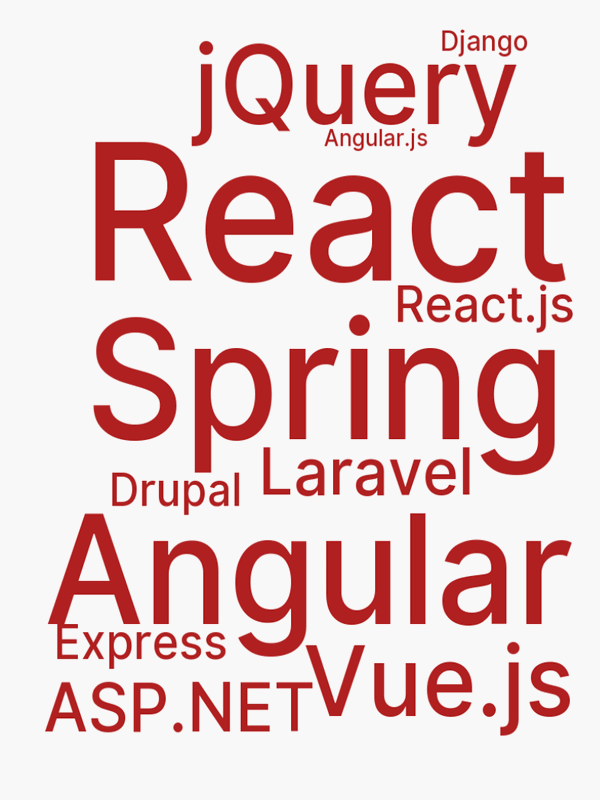 Django
jQuery
Angular.js
React
React.js
Spring
Laravel
Drupal
Angular
Express
Vue.js
ASP.NET